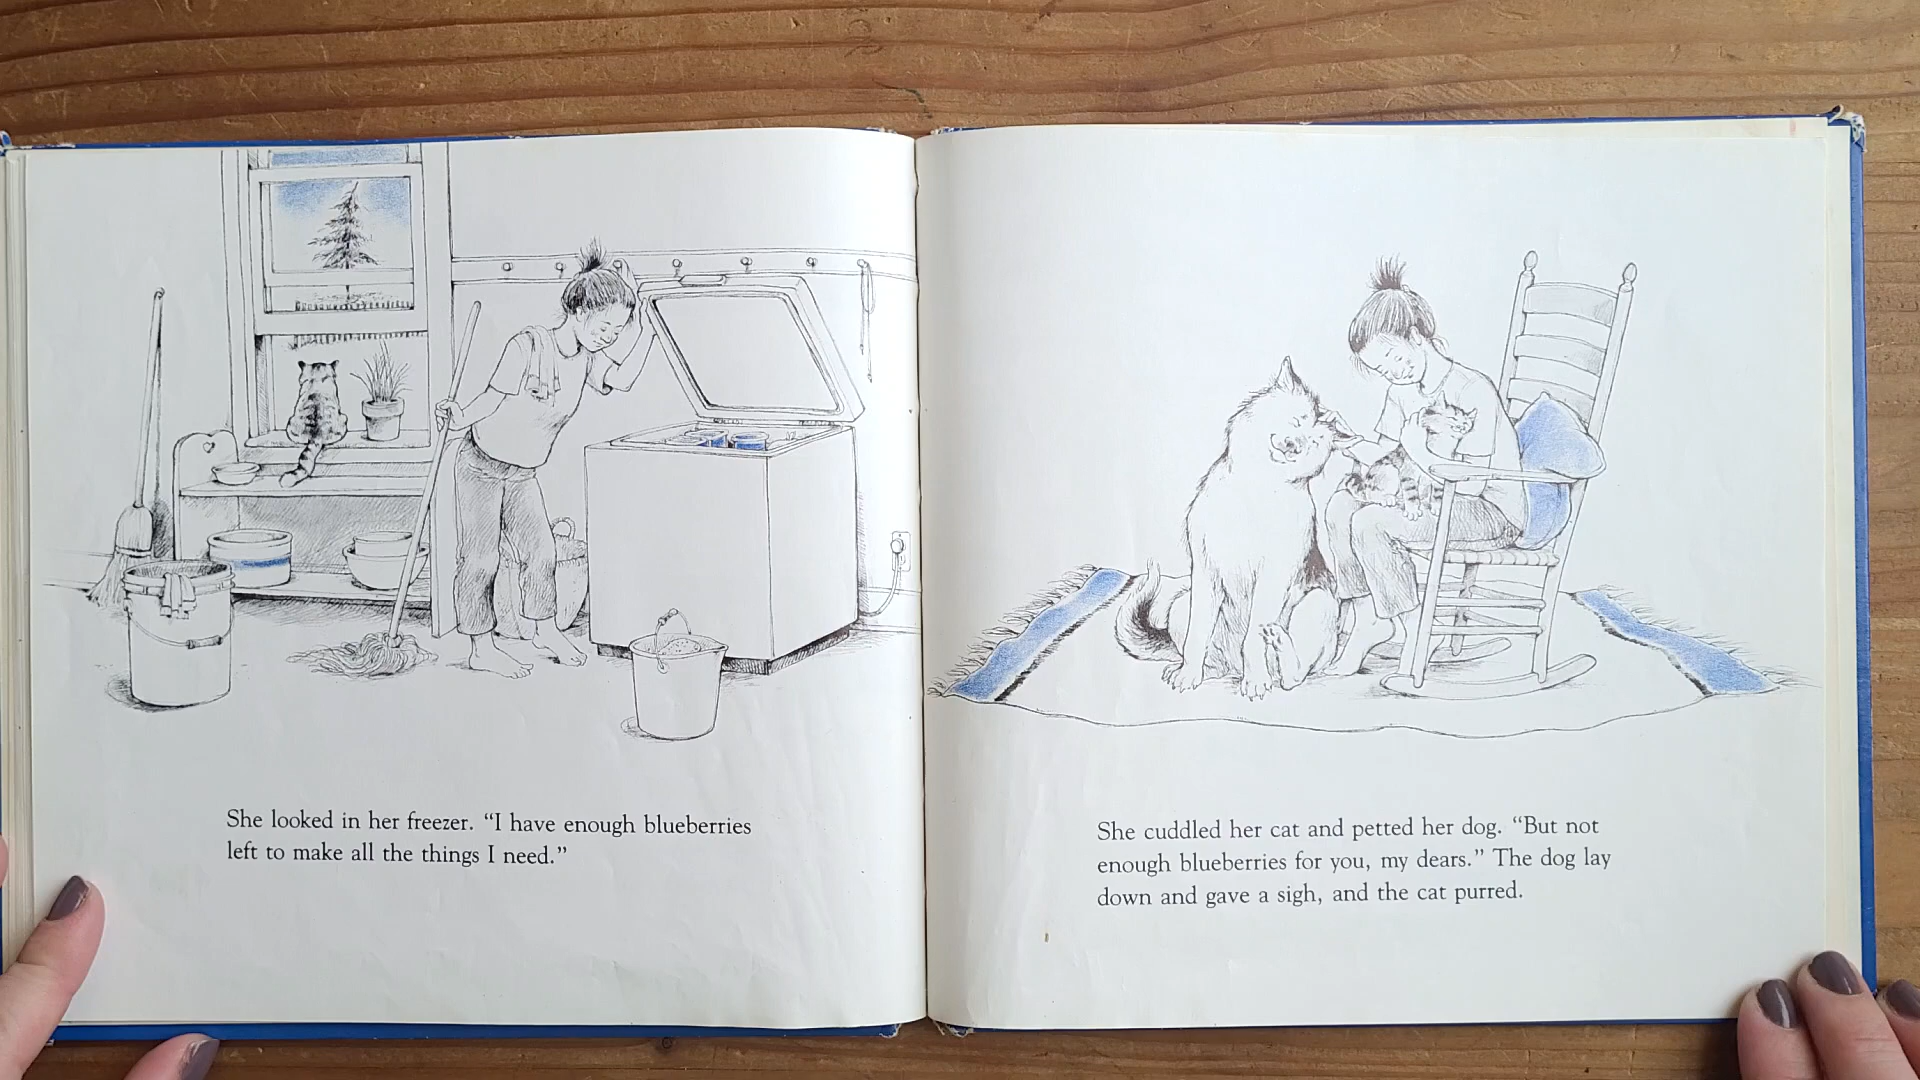 She looked in her freezer. “I have enough blueberries
left to make all the things I need.”
She cuddled her cat and petted her dog. “But not
enough blueberries for you, my dears.” The dog lay
down and gave a sigh, and the cat purred.